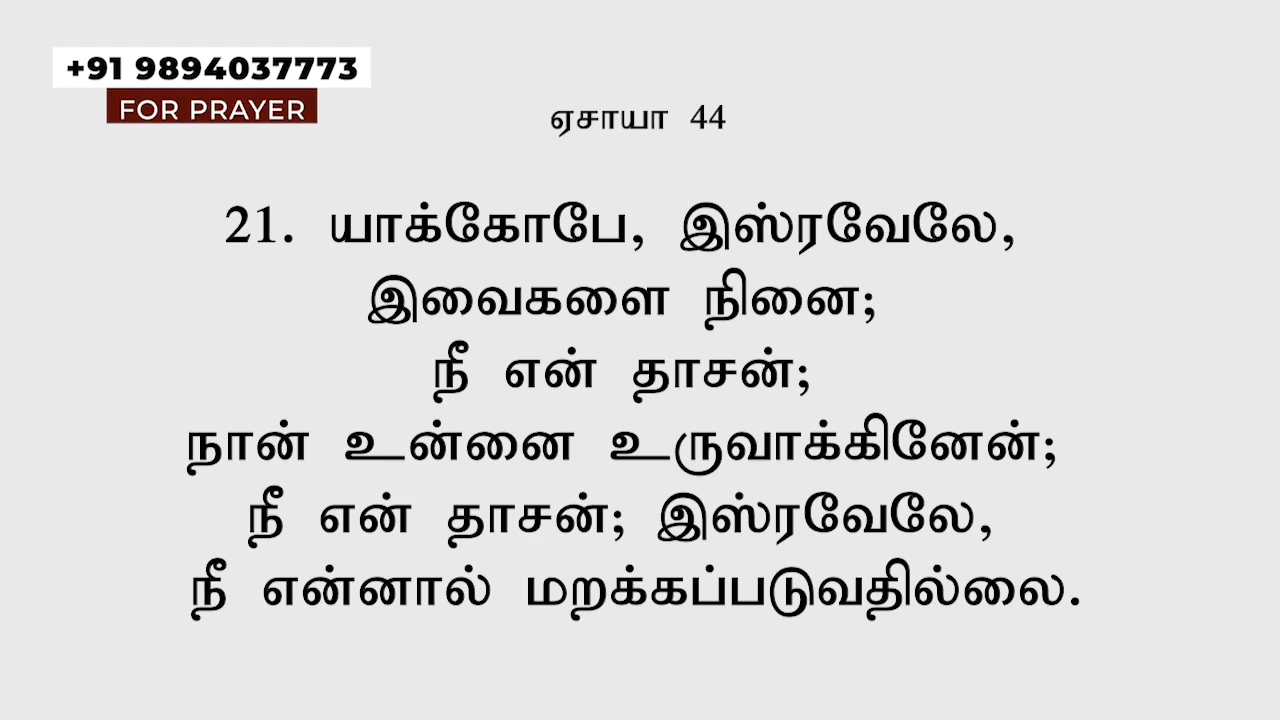 +91 9894037773
FOR PRAYER
ஏசாயா 44
21. யாக்கோபே, இஸ்ரவேலே,
இவைகளை நினை;
நீ என் தாசன்;
நான் உன்னை உருவாக்கினேன்;
நீ என் தாசன்; இஸ்ரவேலே,
நீ என்னால் மறக்கப்படுவதில்லை.